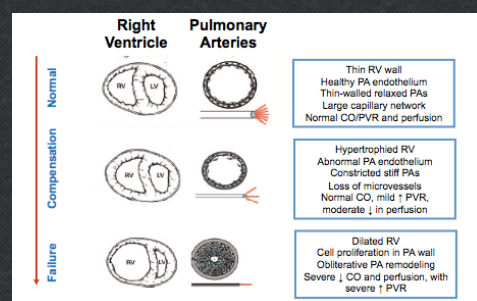 Right
Ventricle
Pulmonary
Arteries
Normal
RV
LV
Thin RV wall
Healthy PA endothelium
Thin-walled relaxed PAs
Large capillary network
Normal CO/PVR and perfusion
Compensation
RV
LV
Hypertrophied RV
Abnormal PA endothelium
Constricted stiff PAs
Loss of microvessels
Normal CO, mild ↑ PVR,
moderate ↓ in perfusion
Failure
RV
LV
Dilated RV
Cell proliferation in PA wall
Obliterative PA remodeling
Severe ↓ CO and perfusion, with
severe ↑ PVR